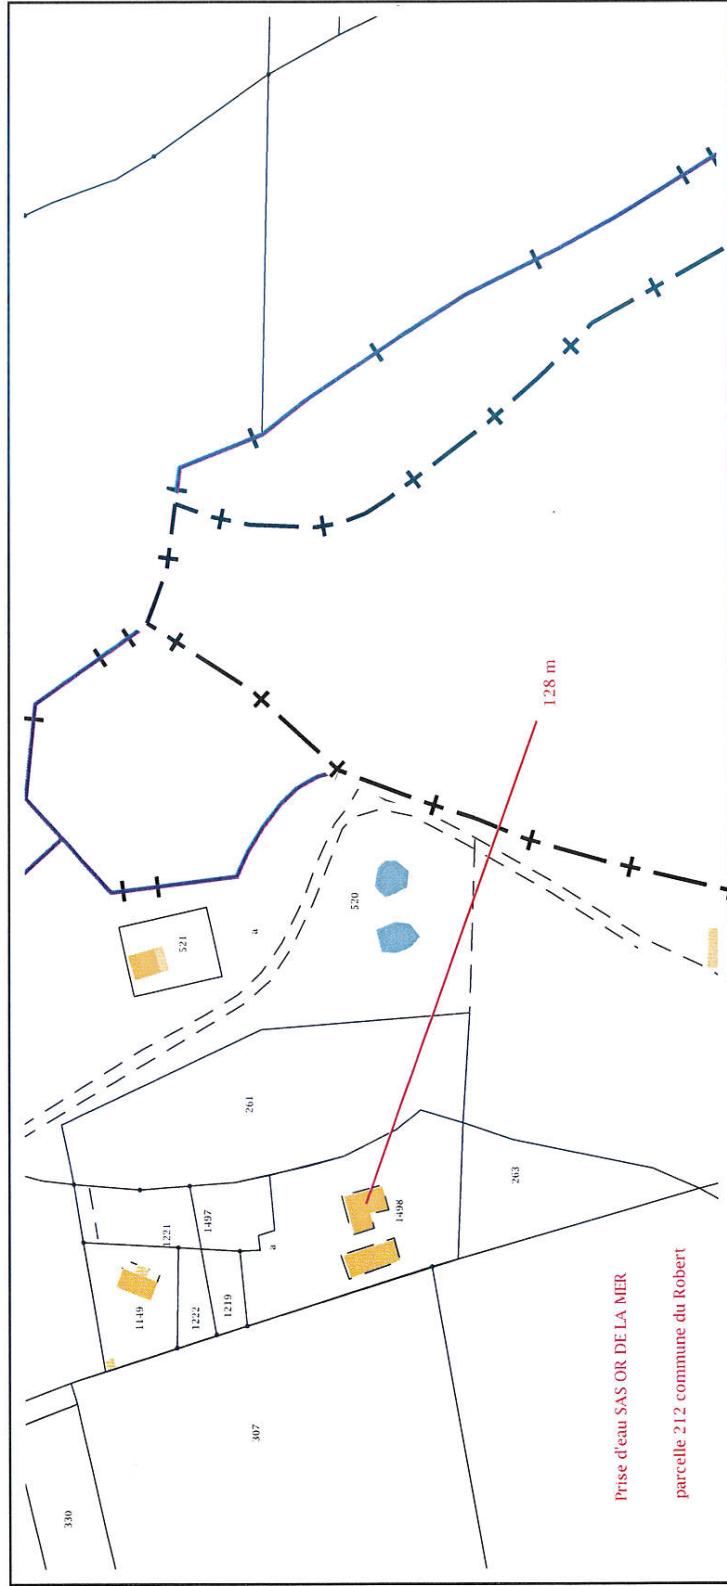 330
307
1149
1222
1219
1221
1497
a
261
521
a
520
1498
263
128 m
Prise d'eau SAS OR DE LA MER
parcelle 212 commune du Robert